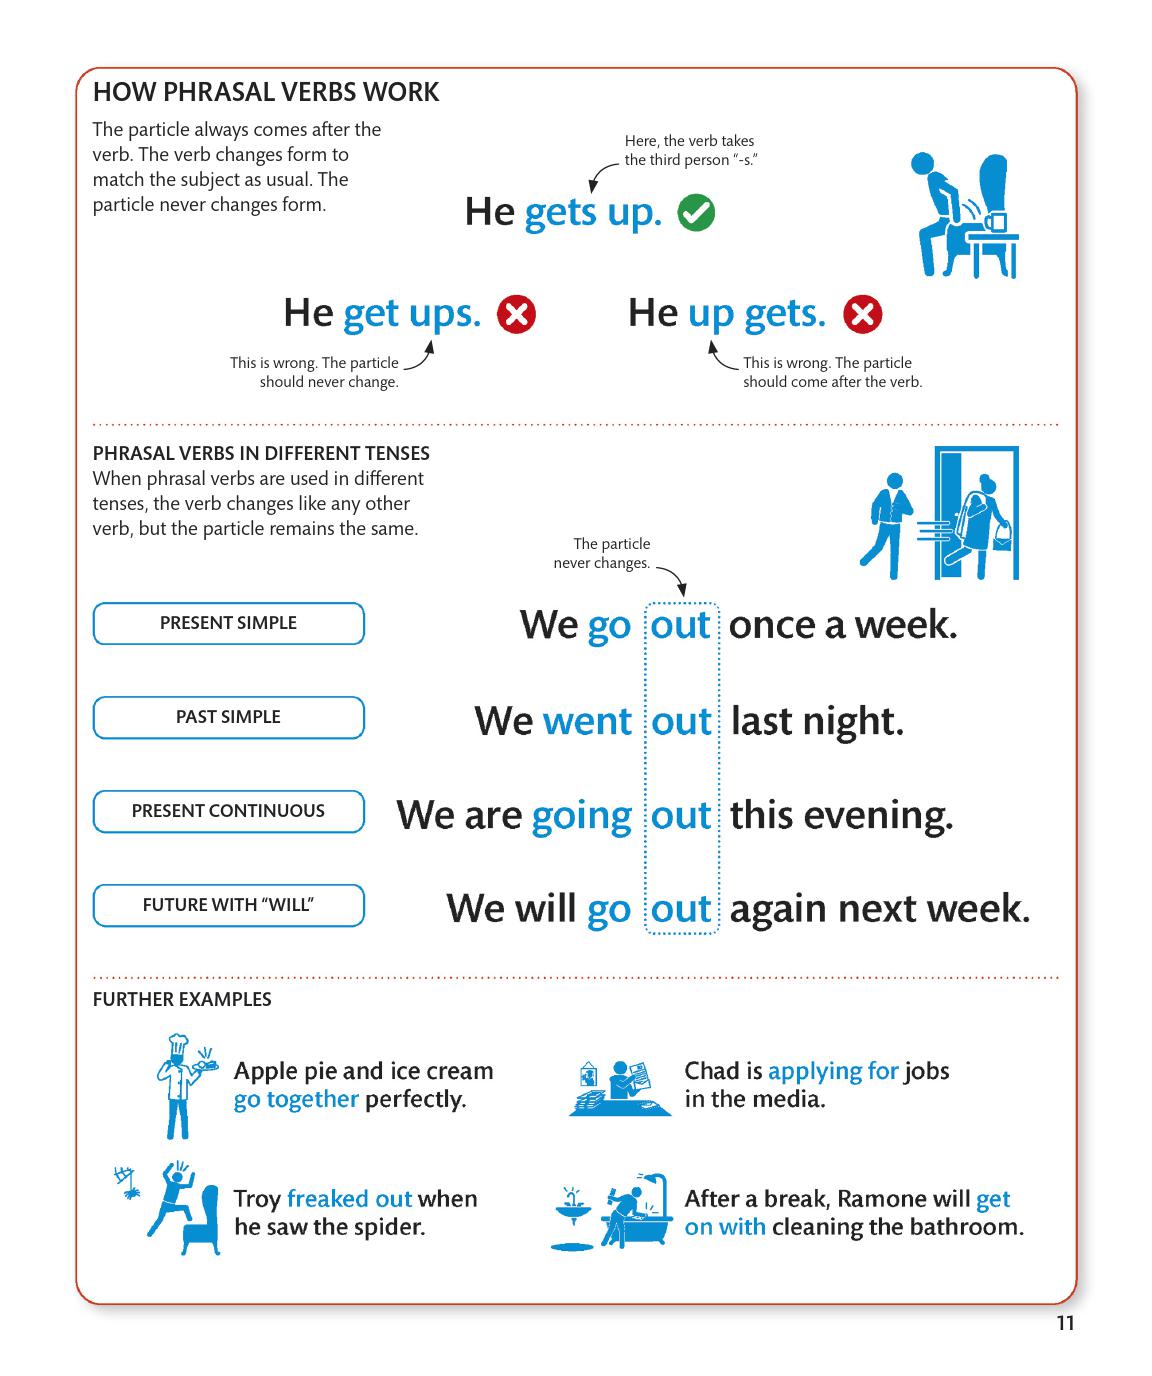 HOW PHRASAL VERBS WORK
The particle always comes after the
verb. The verb changes form to
match the subject as usual. The
particle never changes form.
Here, the verb takes
the third person “-s.”
He gets up.
He get ups.
He up gets.
This is wrong. The particle
should never change.
This is wrong. The particle
should come after the verb.
PHRASAL VERBS IN DIFFERENT TENSES
When phrasal verbs are used in different
tenses, the verb changes like any other
verb, but the particle remains the same.
The particle
never changes.
PRESENT SIMPLE
We go out once a week.
PAST SIMPLE
We went out last night.
PRESENT CONTINUOUS
We are going out this evening.
FUTURE WITH “WILL”
We will go out again next week.
FURTHER EXAMPLES
Apple pie and ice cream
go together perfectly.
Chad is applying for jobs
in the media.
Troy freaked out when
he saw the spider.
After a break, Ramone will get
on with cleaning the bathroom.
11